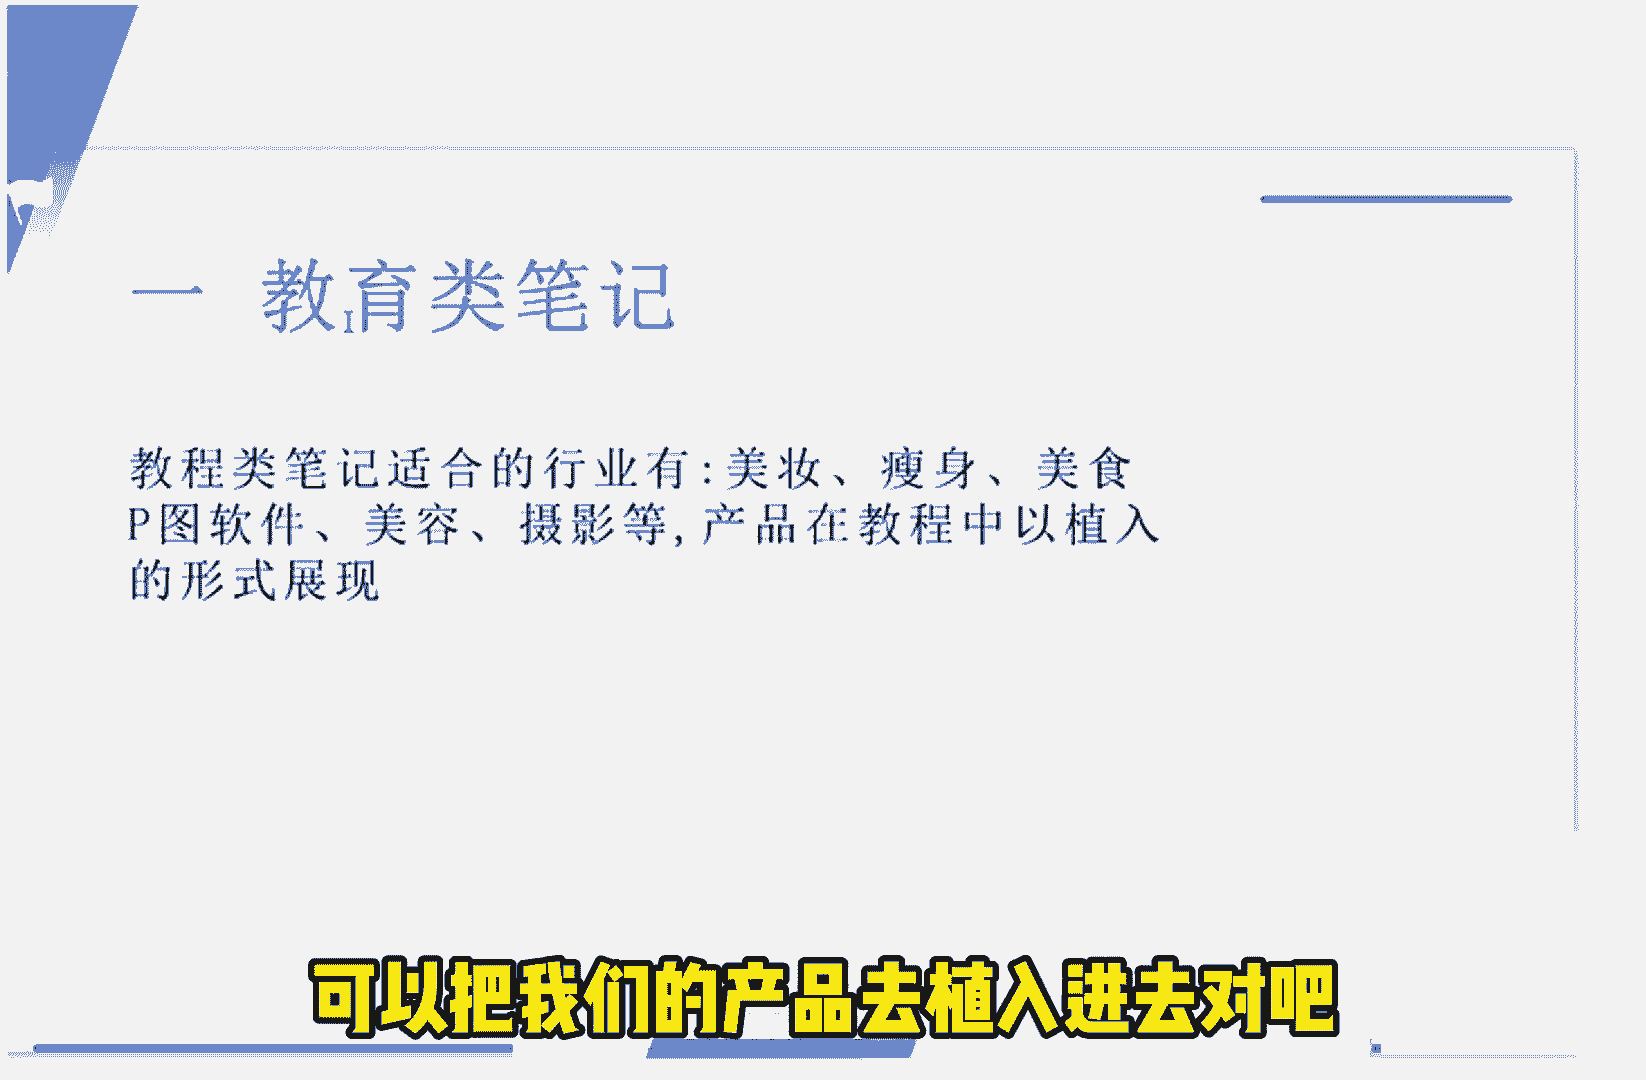 一 教育类笔记
教程类笔记适合的行业有:美妆、瘦身、美食
P图软件、美容、摄影等,产品在教程中以植入
的形式展现
可以把我们的产品去植入进去对吧